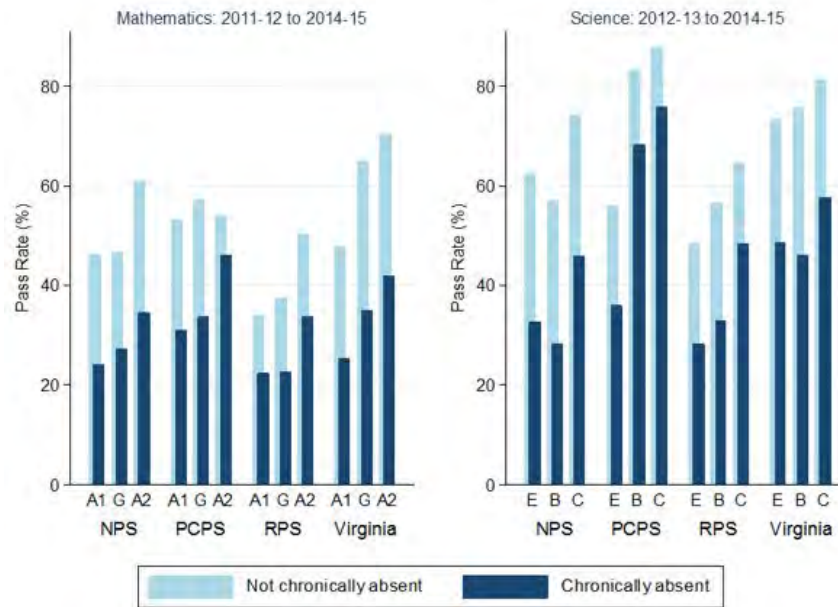 Mathematics: 2011-12 to 2014-15
Pass Rate (%)
80
60
40
20
0
A1 G A2 A1 G A2 A1 G A2 A1 G A2
NPS PCPS RPS Virginia
Science: 2012-13 to 2014-15
Pass Rate (%)
80
60
40
20
0
E B C E B C E B C E B C
NPS PCPS RPS Virginia
Not chronically absent Chronically absent